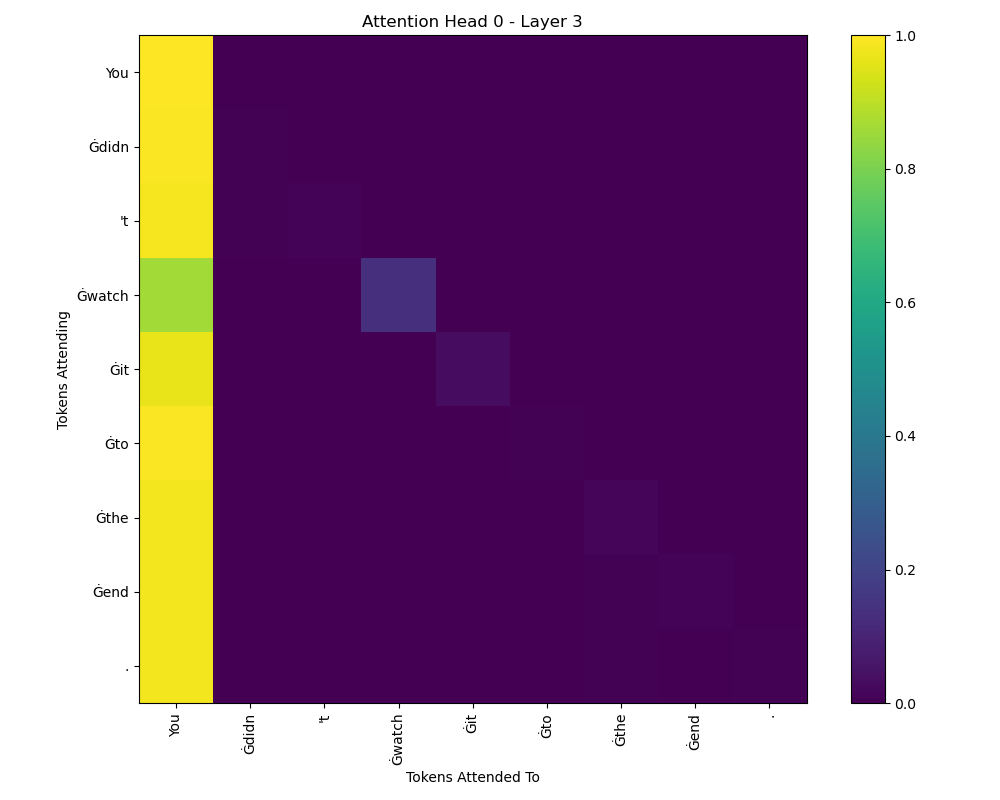 Attention Head 0 - Layer 3
You
Ġdidn
't
Ġwatch
Ġit
Ġto
Ġthe
Ġend
.
Tokens Attending
You
Ġdidn
't
Ġwatch
Ġit
Ġto
Ġthe
Ġend
.
Tokens Attended To
1.0
0.8
0.6
0.4
0.2
0.0